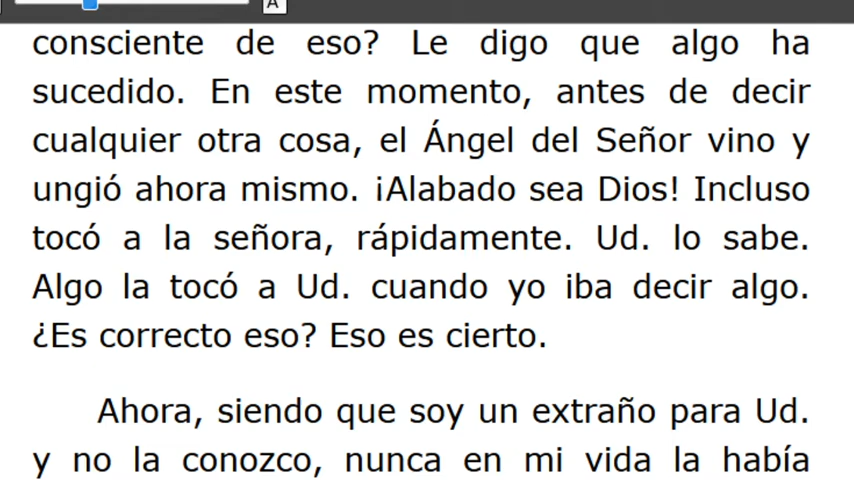 A
consciente de eso? Le digo que algo ha
sucedido. En este momento, antes de decir
cualquier otra cosa, el Ángel del Señor vino y
ungió ahora mismo. ¡Alabado sea Dios! Incluso
tocó a la señora, rápidamente. Ud. lo sabe.
Algo la tocó a Ud. cuando yo iba decir algo.
¿Es correcto eso? Eso es cierto.
Ahora, siendo que soy un extraño para Ud.
y no la conozco, nunca en mi vida la había